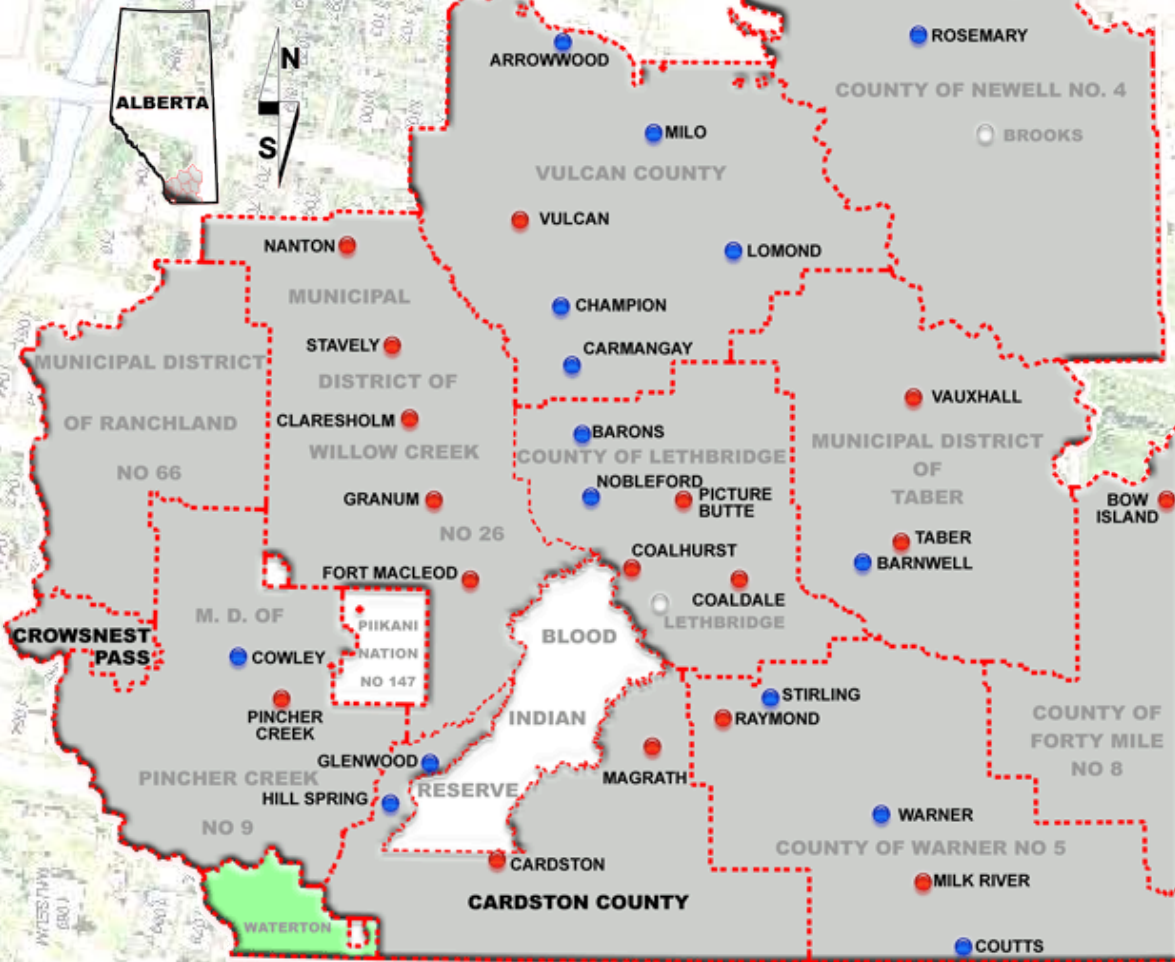 ROSEMARY
ARROWWOOD
COUNTY OF NEWELL NO. 4
ALBERTA
N
S
MILO
BROOKS
VULCAN COUNTY
VULCAN
NANTON
LOMOND
MUNICIPAL
CHAMPION
STAVELY
CARMANGAY
MUNICIPAL DISTRICT
DISTRICT OF
VAUXHALL
OF RANCHLAND
CLARESHOLM
BARONS
MUNICIPAL DISTRICT
WILLOW CREEK
COUNTY OF LETHBRIDGE
OF
NO 66
NOBLEFORD
TABER
GRANUM
PICTURE
BUTTE
BOW
ISLAND
NO 26
TABER
COALHURST
BARNWELL
FORT MACLEOD
COALDALE
M. D. OF
LETHBRIDGE
PIIKANI
NATION
NO 147
CROWSNEST
PASS
BLOOD
COWLEY
STIRLING
PINCHER
CREEK
INDIAN
RAYMOND
COUNTY OF
FORTY MILE
NO 8
GLENWOOD
MAGRATH
PINCHER CREEK
RESERVE
HILL SPRING
WARNER
NO 9
COUNTY OF WARNER NO 5
CARDSTON
MILK RIVER
CARDSTON COUNTY
WATERTON
COUTTS